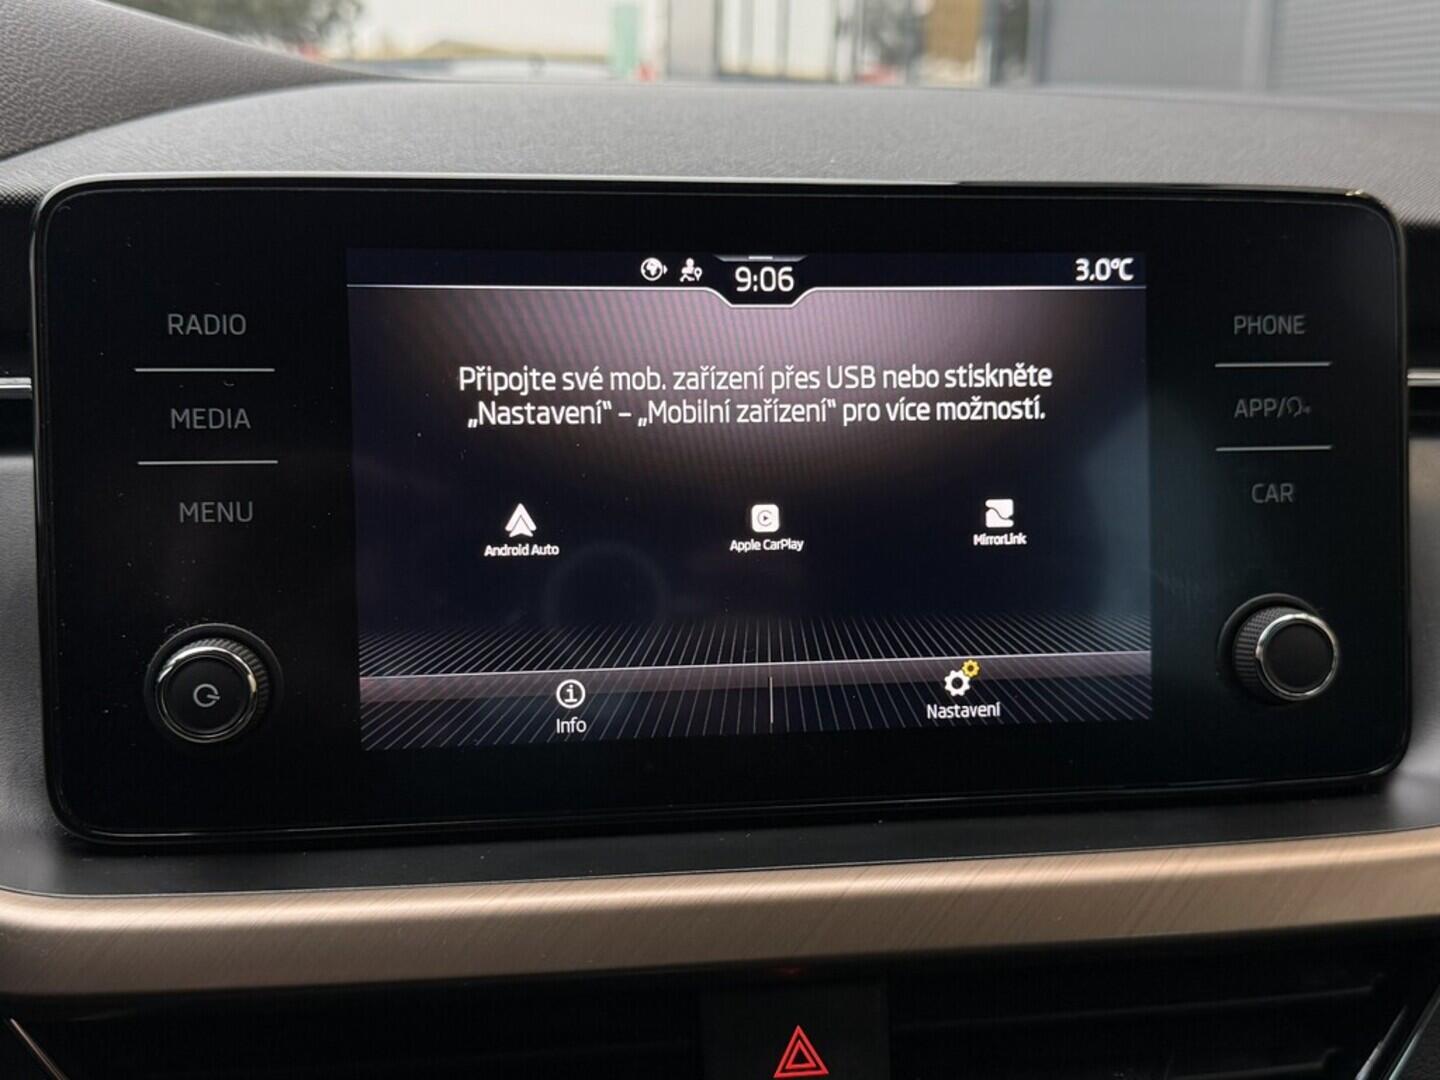 9:06
3.0°C
RADIO
MEDIA
MENU
Připojte své mob. zařízení přes USB nebo stiskněte
„Nastavení“ – „Mobilní zařízení“ pro více možností.
Android Auto
Apple CarPlay
MirrorLink
Info
Nastavení
PHONE
APP/
CAR